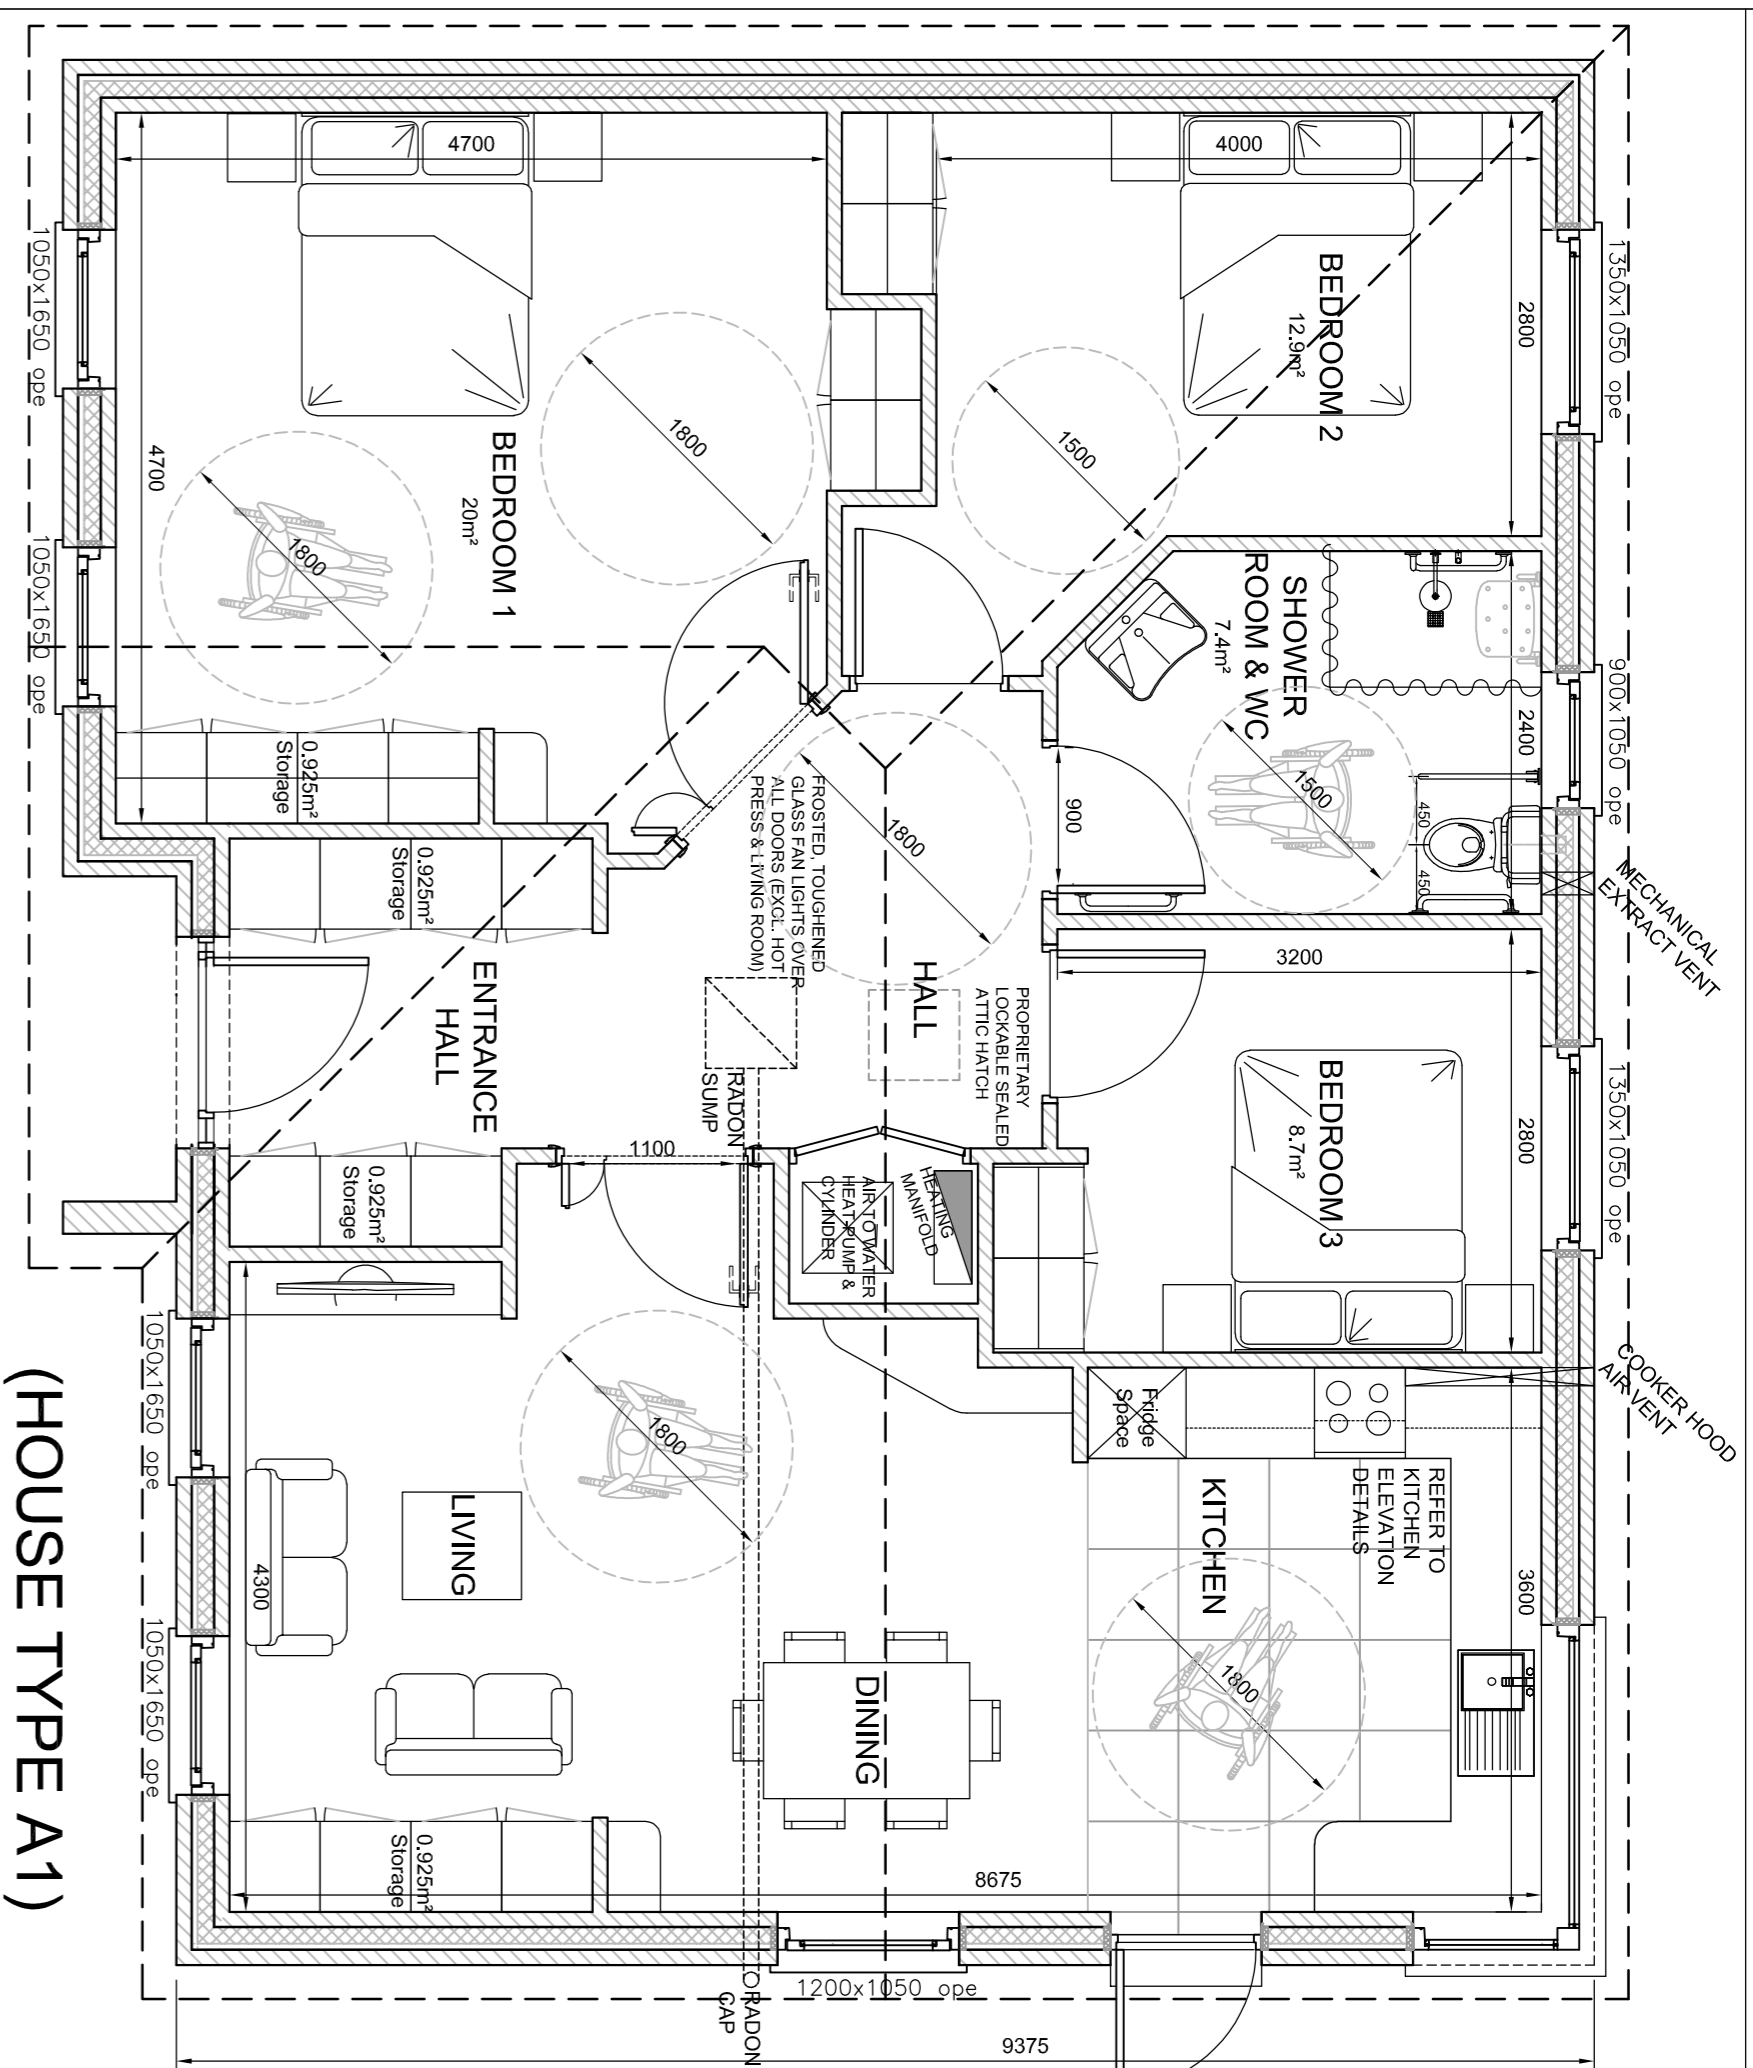 4700
4000
BEDROOM 2
12.9m²
2800
1350x1050 ope
1050x1650 ope
4700
BEDROOM 1
20m²
1800
1800
1500
1050x1650 ope
SHOWER
ROOM & WC
7.4m²
2400
900x1050 ope
1500
450
450
900
MECHANICAL
EXTRACT VENT
0.925m²
Storage
0.925m²
Storage
FROSTED, TOUGHENED
GLASS FAN LIGHTS OVER
ALL DOORS (EXCL. HOT
PRESS & LIVING ROOM)
1800
HALL
ENTRANCE
HALL
PROPRIETARY
LOCKABLE SEALED
ATTIC HATCH
3200
BEDROOM 3
8.7m²
2800
1350x1050 ope
RADON
SUMP
1100
0.925m²
Storage
AIR TO WATER
HEAT PUMP &
CYLINDER
HEATING
MANIFOLD
COOKER HOOD
AIR VENT
Fridge
Space
REFER TO
KITCHEN
ELEVATION
DETAILS
KITCHEN
3600
1800
1050x1650 ope
1800
LIVING
4300
DINING
1050x1650 ope
0.925m²
Storage
8675
1200x1050 ope
RADON
CAP
9375
(HOUSE TYPE A1)